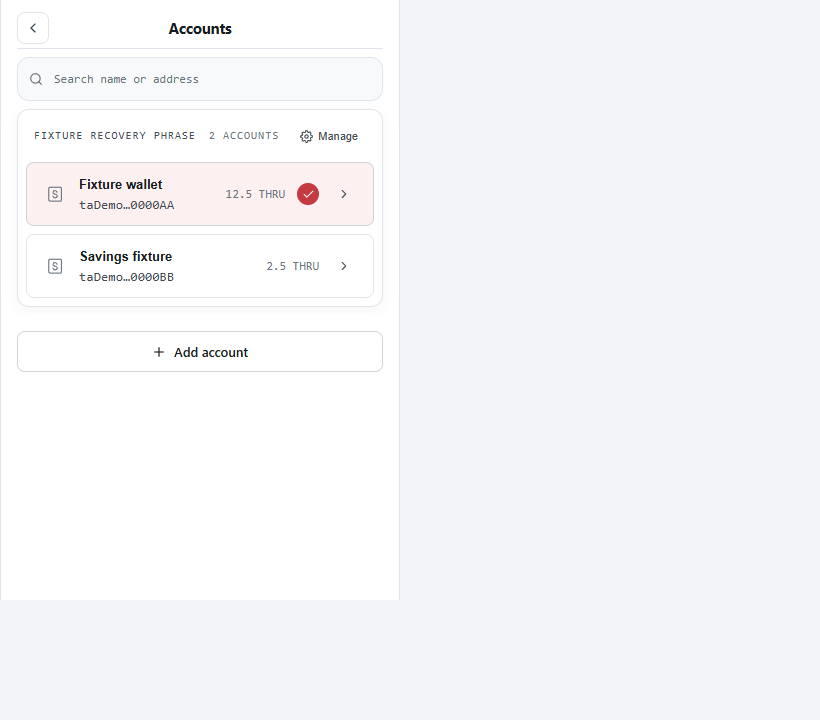 Accounts
Search name or address
FIXTURE RECOVERY PHRASE 2 ACCOUNTS Manage
S Fixture wallet 12.5 THRU
taDemo…0000AA
S Savings fixture 2.5 THRU
taDemo…0000BB
Add account